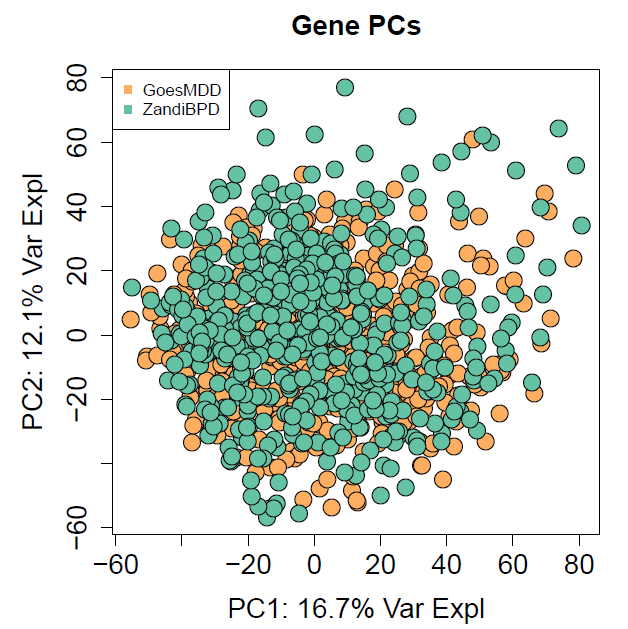 Gene PCs
GoesMDD
ZandiBPD
PC2: 12.1% Var Expl
80
60
40
20
0
−20
−60
−60
−20
0
20
40
60
80
PC1: 16.7% Var Expl